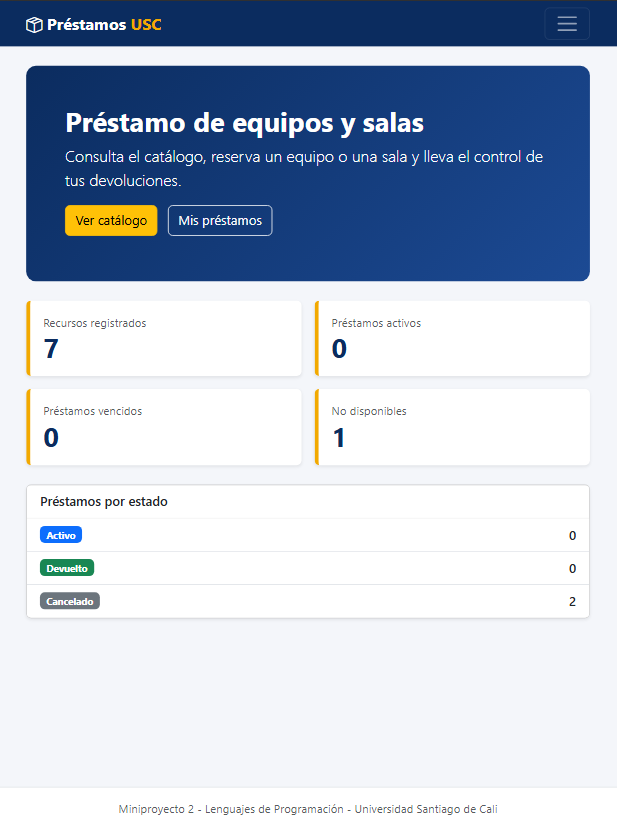 Préstamos USC
Préstamo de equipos y salas
Consulta el catálogo, reserva un equipo o una sala y lleva el control de
tus devoluciones.
Ver catálogo Mis préstamos
Recursos registrados
7
Préstamos activos
0
Préstamos vencidos
0
No disponibles
1
Préstamos por estado
Activo 0
Devuelto 0
Cancelado 2
Miniproyecto 2 - Lenguajes de Programación - Universidad Santiago de Cali